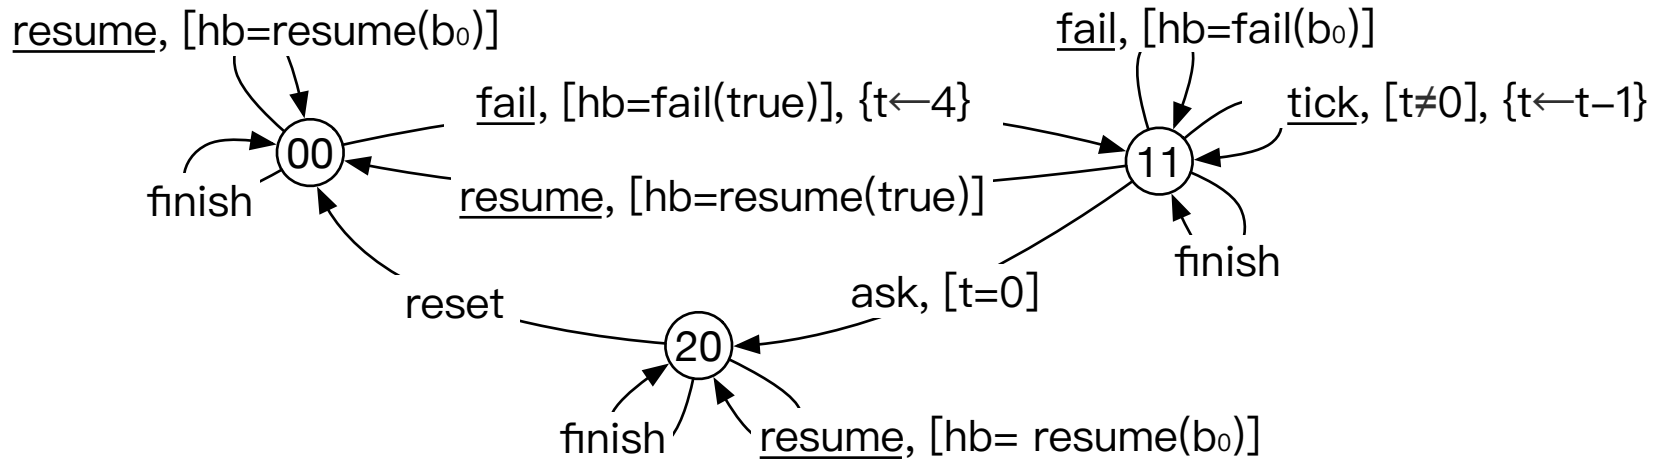 resume, [hb=resume(b₀)]
fail, [hb=fail(b₀)]
fail, [hb=fail(true)], {t←4}
tick, [t≠0], {t←t−1}
00
11
finish
resume, [hb=resume(true)]
finish
reset
ask, [t=0]
20
finish
resume, [hb= resume(b₀)]